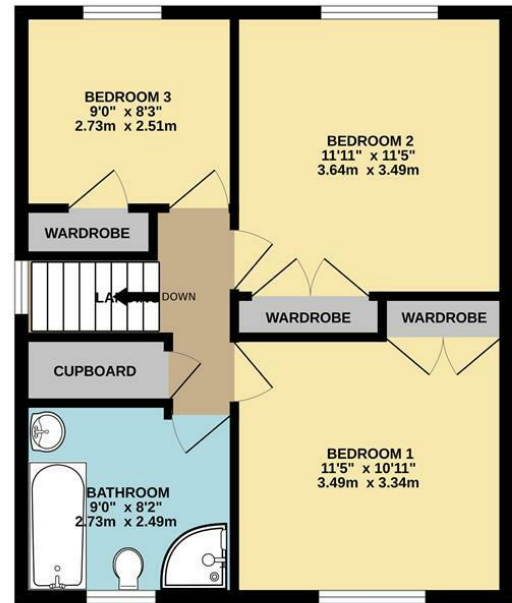 BEDROOM 3
9'0" x 8'3"
2.73m x 2.51m
BEDROOM 2
11'11" x 11'5"
3.64m x 3.49m
WARDROBE
DOWN
WARDROBE
WARDROBE
CUPBOARD
BEDROOM 1
11'5" x 10'11"
3.49m x 3.34m
BATHROOM
9'0" x 8'2"
2.73m x 2.49m